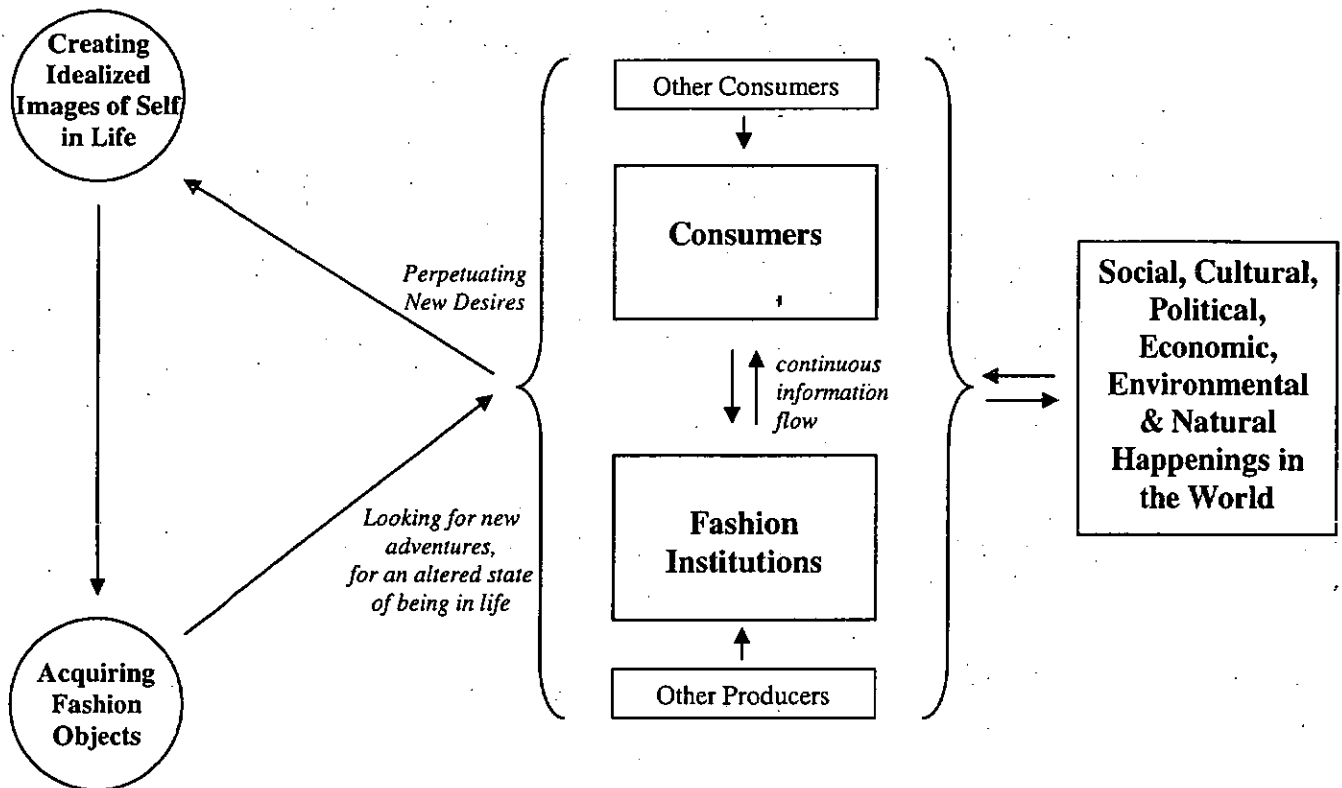 Creating
Idealized
Images of Self
in Life
Other Consumers
Consumers
Perpetuating
New Desires
continuous
information
flow
Social, Cultural,
Political,
Economic,
Environmental
& Natural
Happenings in
the World
Looking for new
adventures,
for an altered state
of being in life
Fashion
Institutions
Acquiring
Fashion
Objects
Other Producers